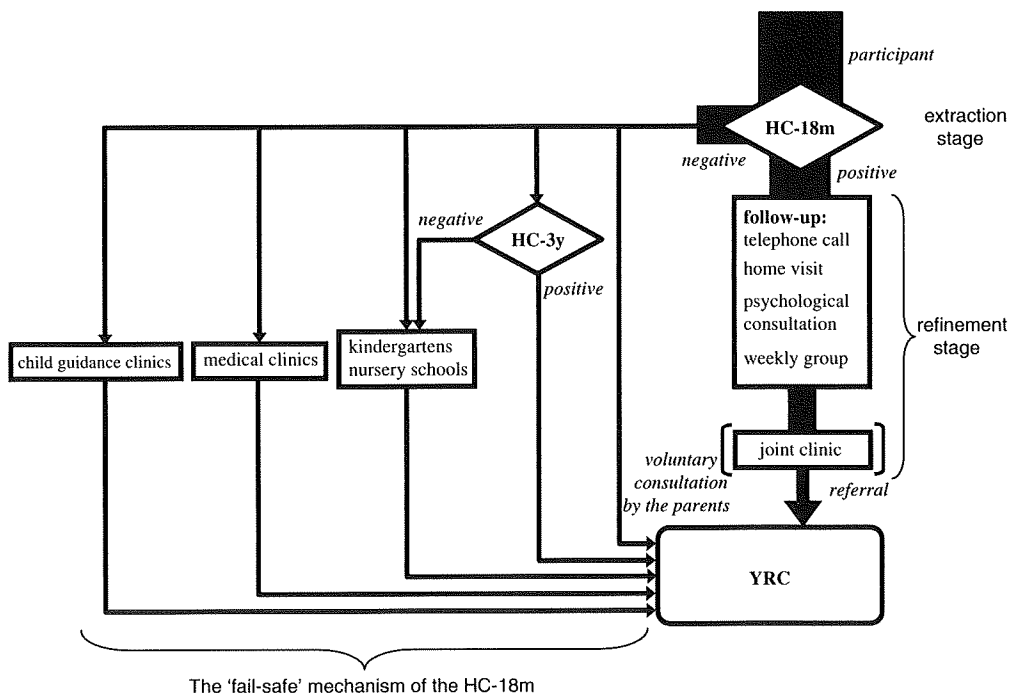 participant
HC-18m
extraction
stage
negative
positive
follow-up:
telephone call
home visit
psychological
consultation
weekly group
refinement
stage
negative
HC-3y
positive
child guidance clinics
medical clinics
kindergartens
nursery schools
joint clinic
voluntary
consultation
by the parents
referral
YRC
The 'fail-safe' mechanism of the HC-18m